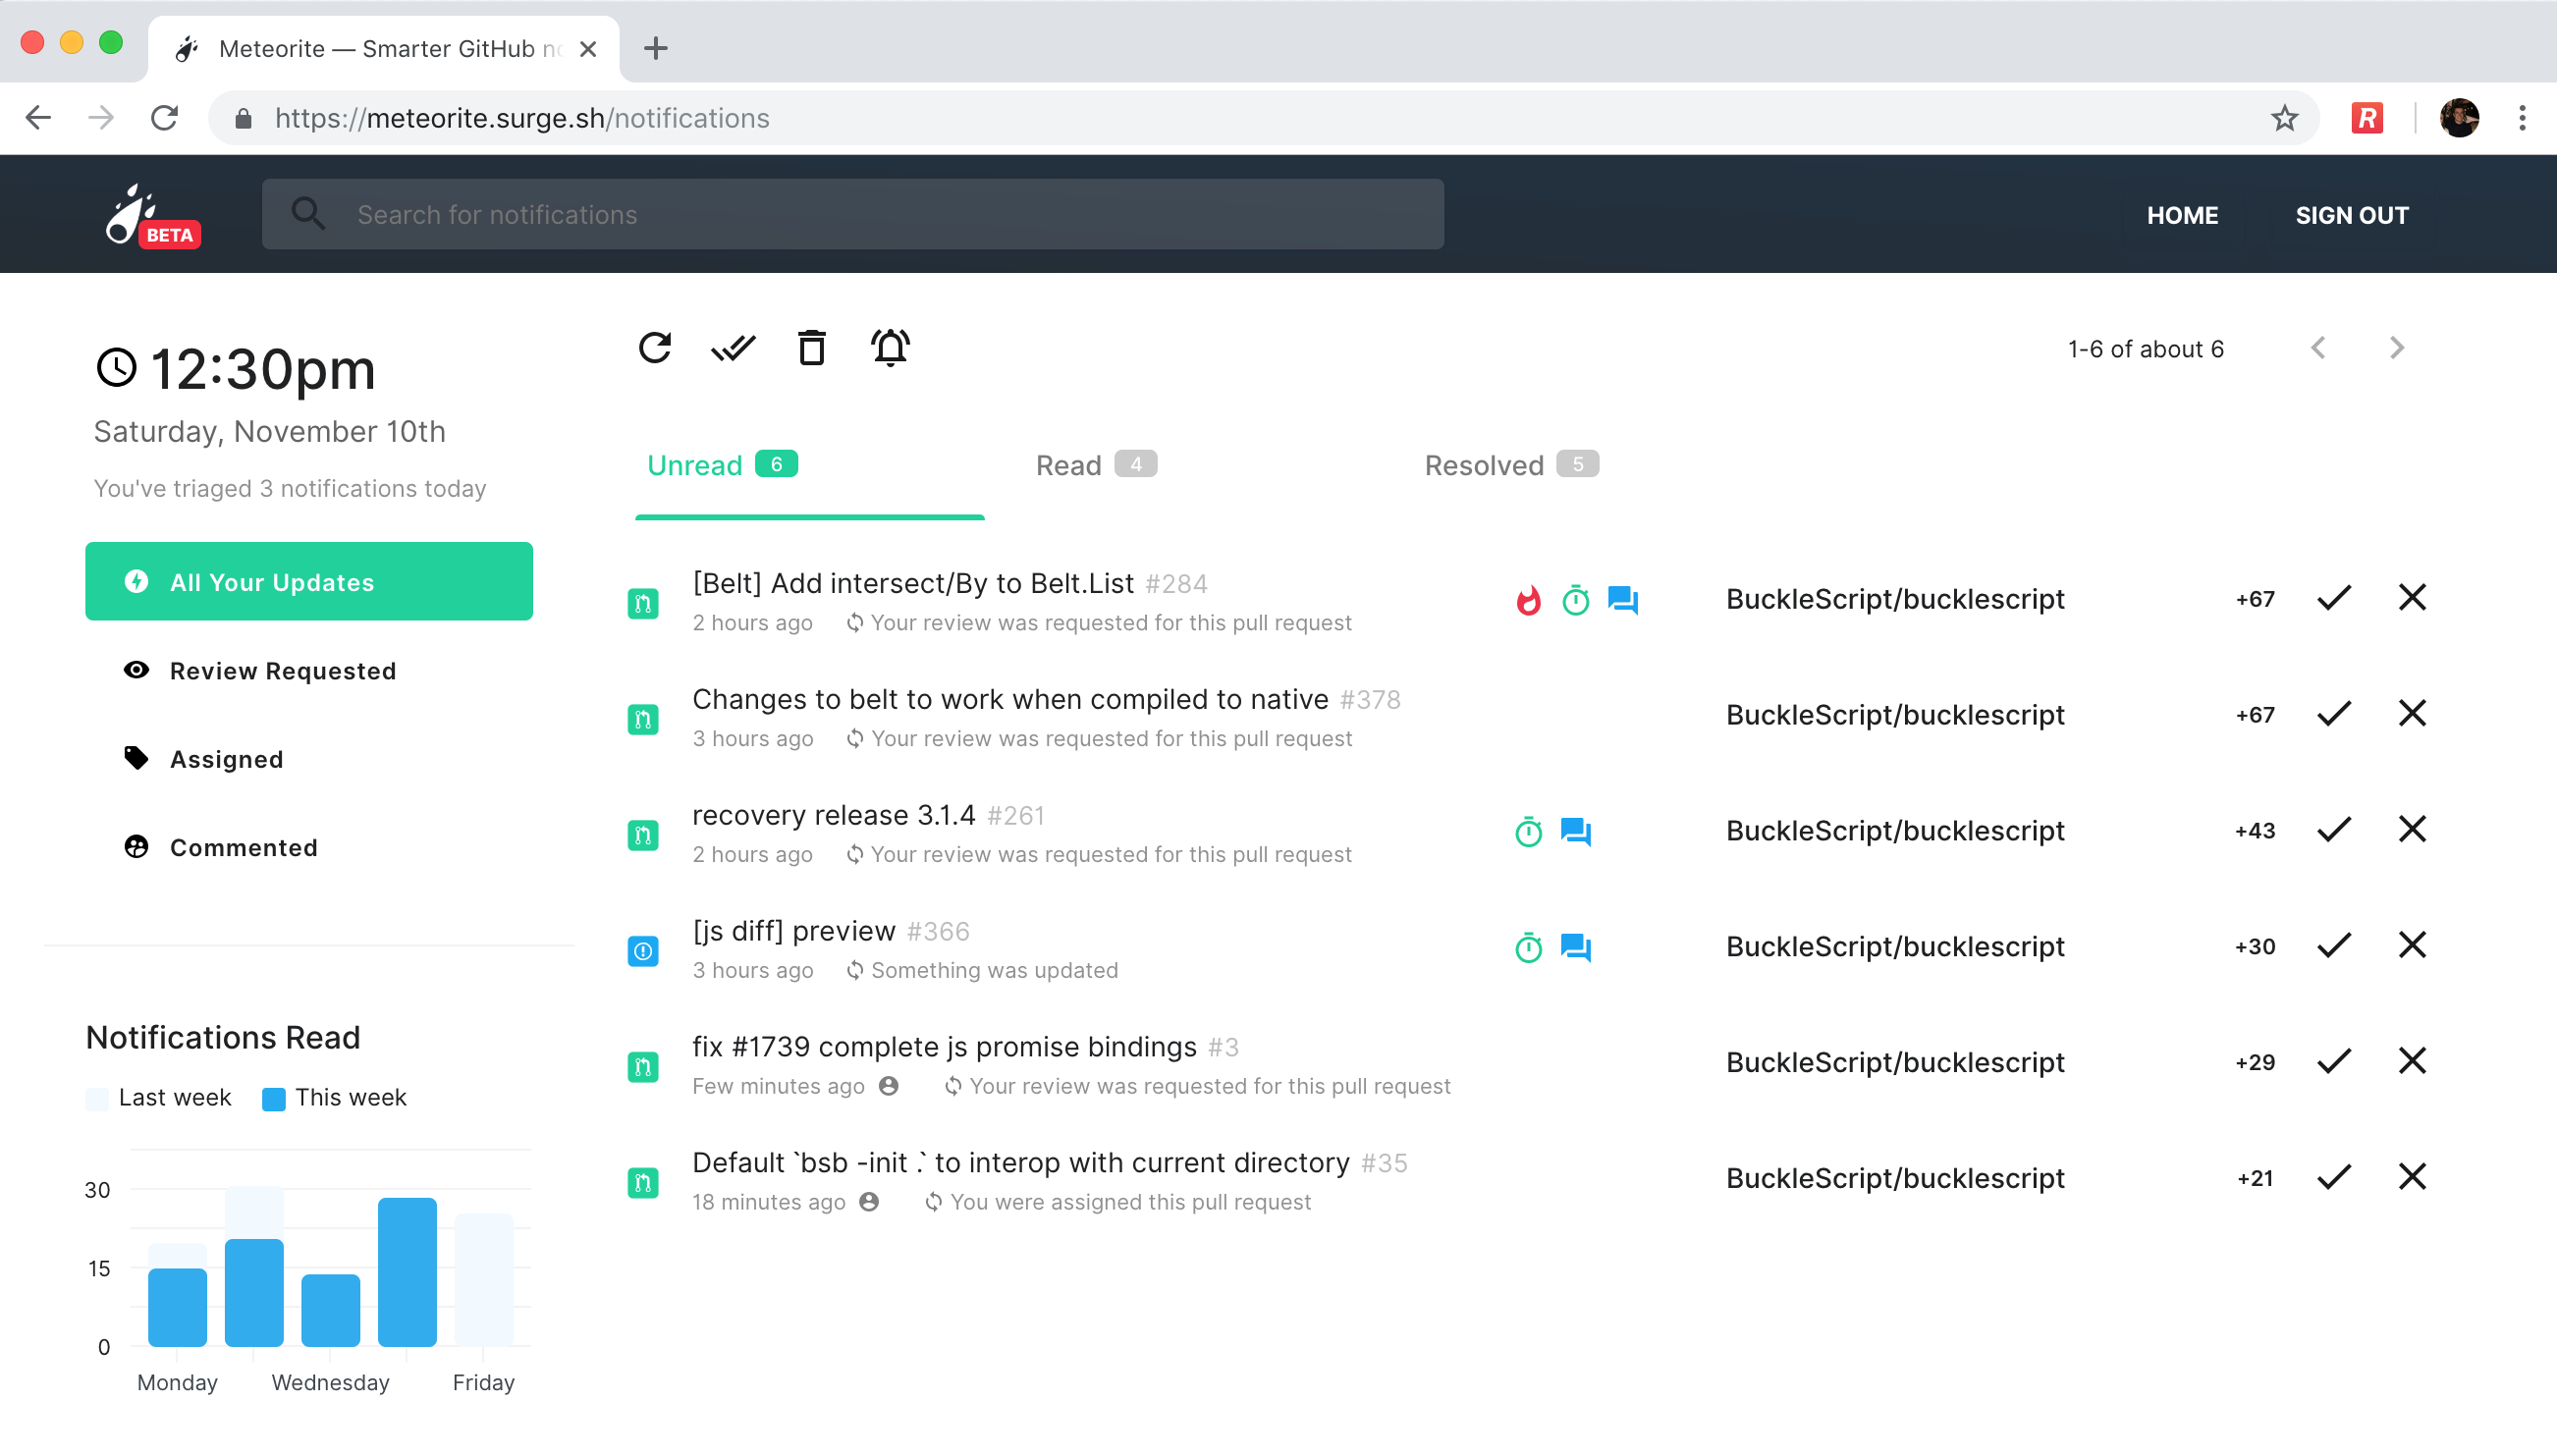 Meteorite — Smarter GitHub no
https://meteorite.surge.sh/notifications
BETA
Search for notifications
HOME
SIGN OUT
12:30pm
Saturday, November 10th
You've triaged 3 notifications today
All Your Updates
Review Requested
Assigned
Commented
Notifications Read
Last week
This week
30
15
0
Monday
Wednesday
Friday
1-6 of about 6
Unread 6
Read 4
Resolved 5
[Belt] Add intersect/By to Belt.List #284
2 hours ago Your review was requested for this pull request
BuckleScript/bucklescript
+67
Changes to belt to work when compiled to native #378
3 hours ago Your review was requested for this pull request
BuckleScript/bucklescript
+67
recovery release 3.1.4 #261
2 hours ago Your review was requested for this pull request
BuckleScript/bucklescript
+43
[js diff] preview #366
3 hours ago Something was updated
BuckleScript/bucklescript
+30
fix #1739 complete js promise bindings #3
Few minutes ago Your review was requested for this pull request
BuckleScript/bucklescript
+29
Default `bsb -init .` to interop with current directory #35
18 minutes ago You were assigned this pull request
BuckleScript/bucklescript
+21